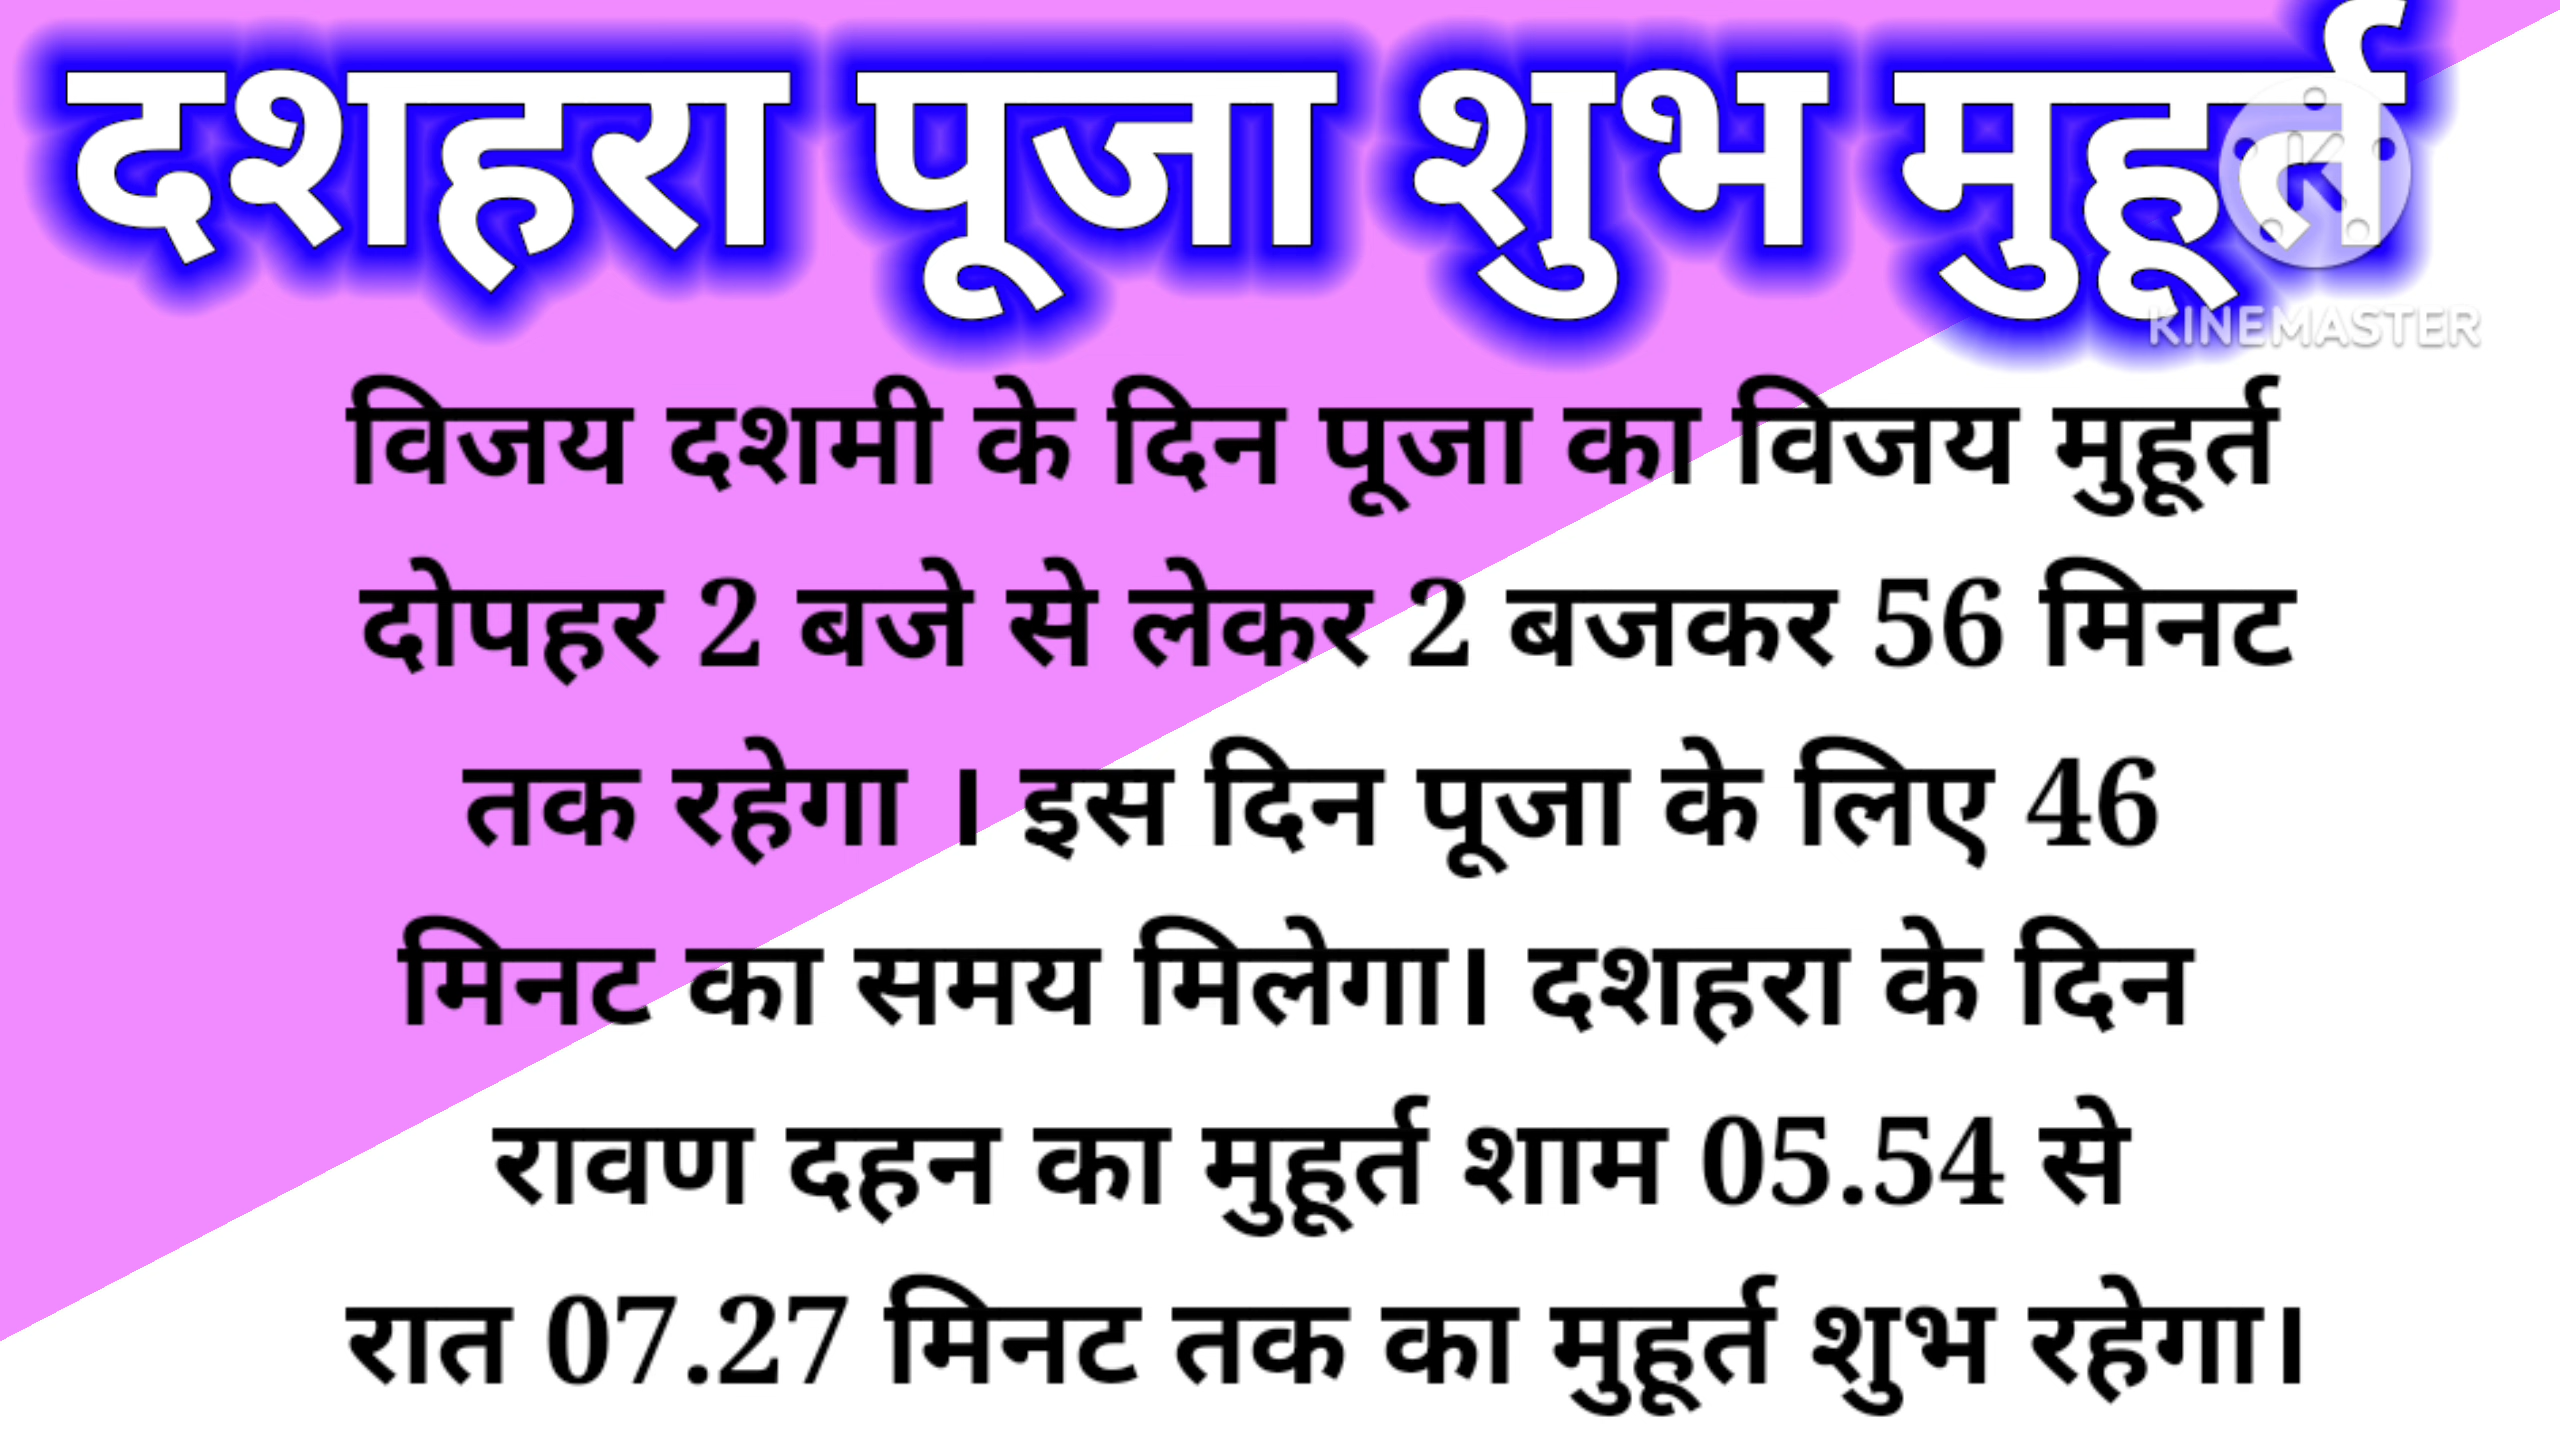 दशहरा पूजा शुभ मुहूर्त
KINEMASTER
विजय दशमी के दिन पूजा का विजय मुहूर्त
दोपहर 2 बजे से लेकर 2 बजकर 56 मिनट
तक रहेगा । इस दिन पूजा के लिए 46
मिनट का समय मिलेगा। दशहरा के दिन
रावण दहन का मुहूर्त शाम 05.54 से
रात 07.27 मिनट तक का मुहूर्त शुभ रहेगा।